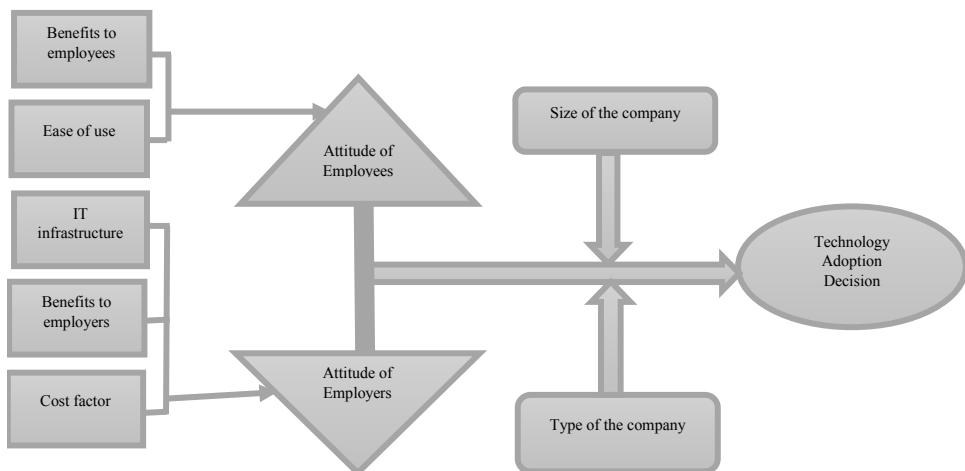 Benefits to
employees
Ease of use
IT
infrastructure
Benefits to
employers
Cost factor
Attitude of
Employees
Attitude of
Employers
Size of the company
Type of the company
Technology
Adoption
Decision